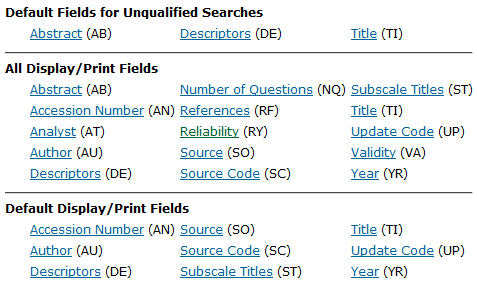 Default Fields for Unqualified Searches
Abstract (AB) Descriptors (DE) Title (TI)
All Display/Print Fields
Abstract (AB) Number of Questions (NQ) Subscale Titles (ST)
Accession Number (AN) References (RF) Title (TI)
Analyst (AT) Reliability (RY) Update Code (UP)
Author (AU) Source (SO) Validity (VA)
Descriptors (DE) Source Code (SC) Year (YR)
Default Display/Print Fields
Accession Number (AN) Source (SO) Title (TI)
Author (AU) Source Code (SC) Update Code (UP)
Descriptors (DE) Subscale Titles (ST) Year (YR)